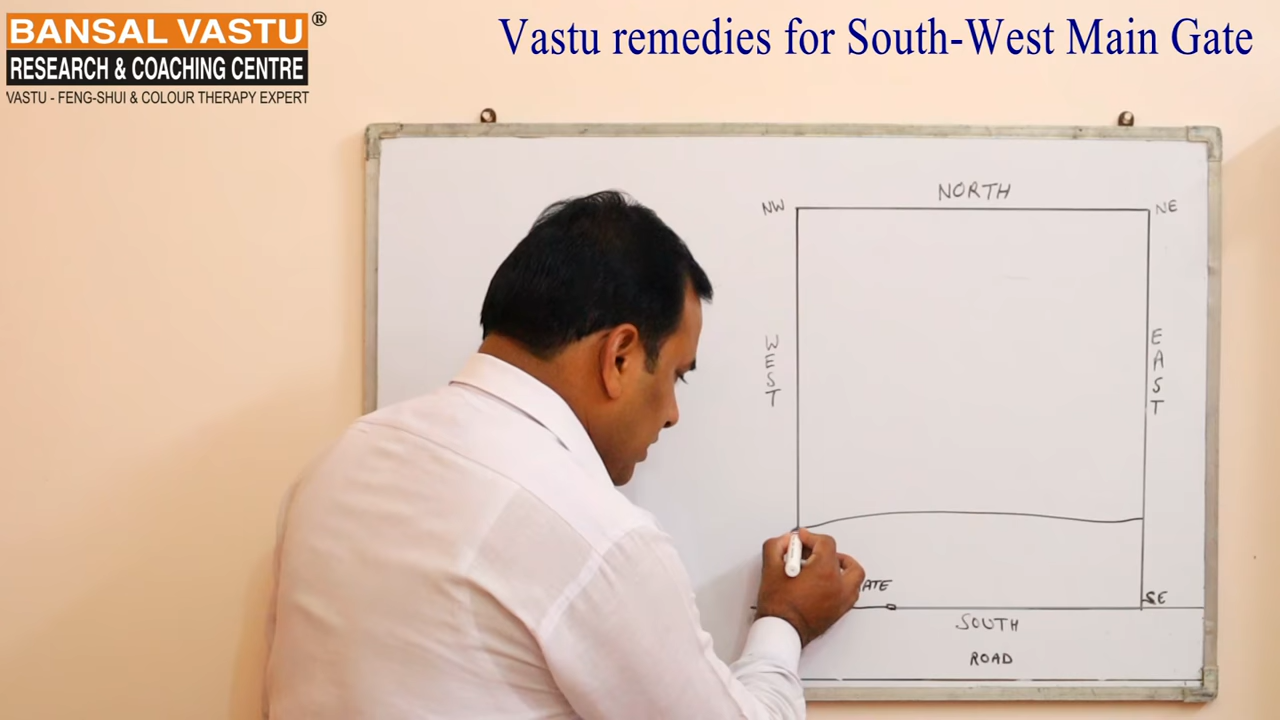 BANSAL VASTU ®
RESEARCH & COACHING CENTRE
VASTU - FENG-SHUI & COLOUR THERAPY EXPERT
Vastu remedies for South-West Main Gate
NORTH
NW
NE
WEST
EAST
SE
SOUTH
ROAD